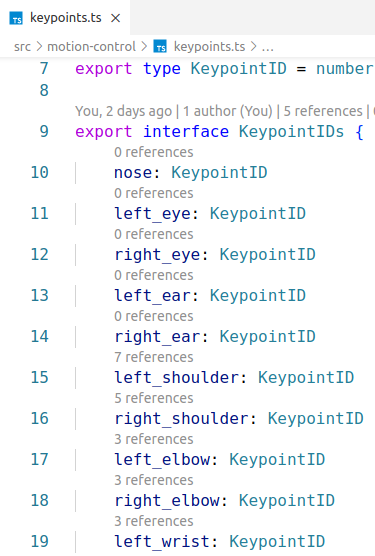 TS keypoints.ts ×
src > motion-control > TS keypoints.ts > ...
7 export type KeypointID = number
8
You, 2 days ago | 1 author (You) | 5 references |
9 export interface KeypointIDs {
0 references
10 nose: KeypointID
0 references
11 left_eye: KeypointID
0 references
12 right_eye: KeypointID
0 references
13 left_ear: KeypointID
0 references
14 right_ear: KeypointID
7 references
15 left_shoulder: KeypointID
5 references
16 right_shoulder: KeypointID
3 references
17 left_elbow: KeypointID
3 references
18 right_elbow: KeypointID
3 references
19 left_wrist: KeypointID